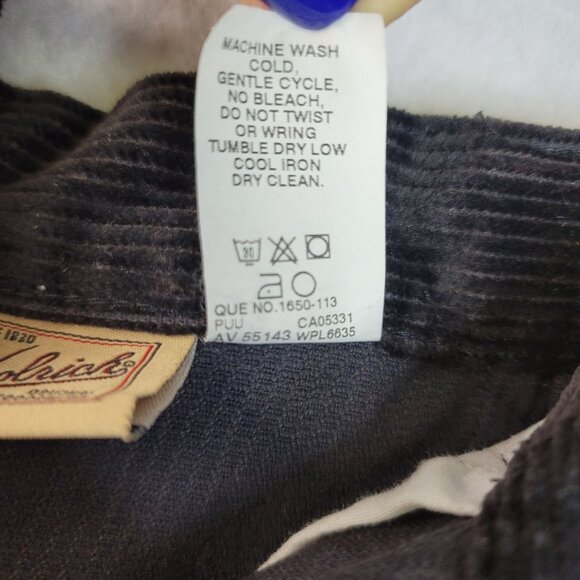 MACHINE WASH
COLD,
GENTLE CYCLE,
NO BLEACH,
DO NOT TWIST
OR WRING
TUMBLE DRY LOW
COOL IRON
DRY CLEAN.
30
QUE NO.1650-113
PUU CA05331
AV 55143 WPL6635
1830
olrich